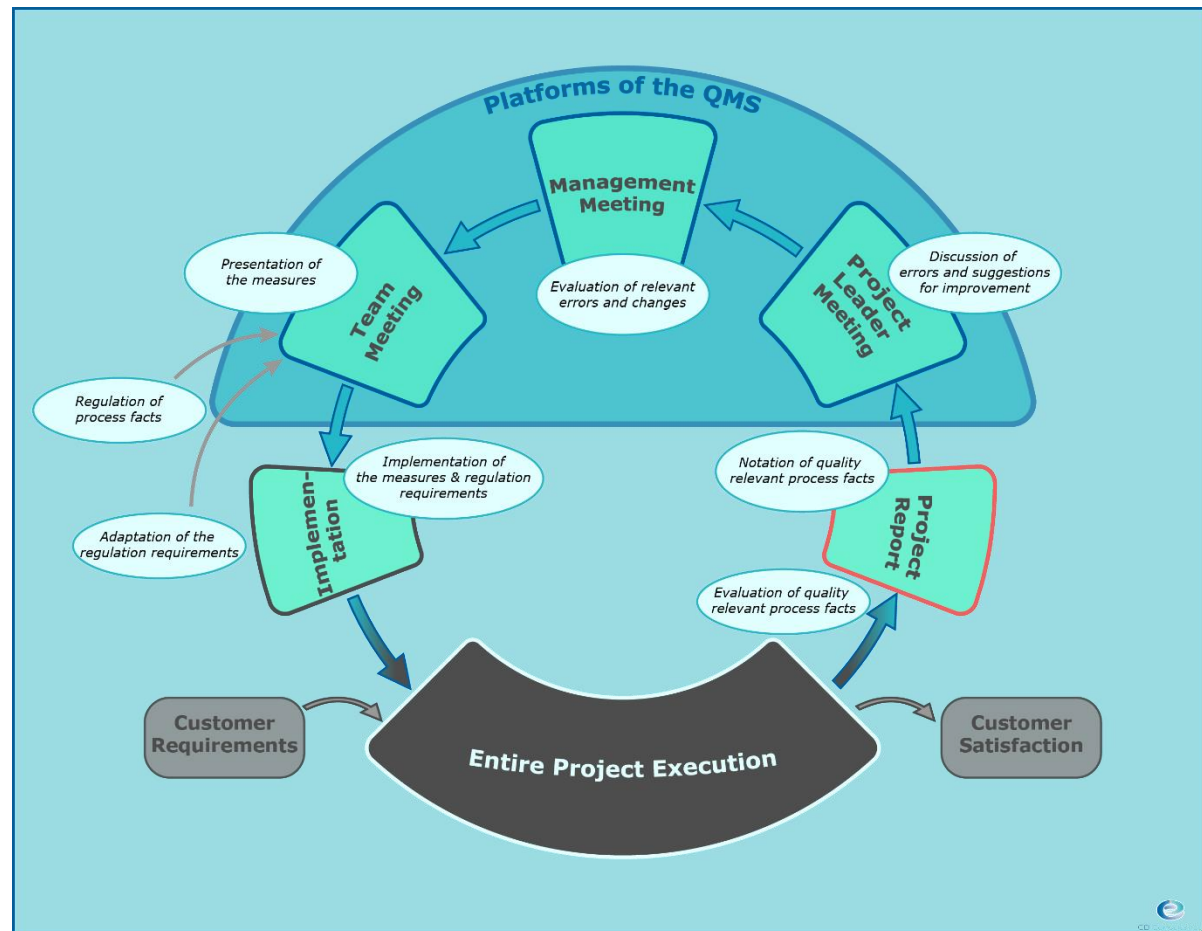 Platforms of the QMS
Management
Meeting
Evaluation of relevant
errors and changes
Presentation of
the measures
Team
Meeting
Discussion of
errors and suggestions
for improvement
Project
Leader
Meeting
Regulation of
process facts
Adaptation of the
regulation requirements
Implementation of
the measures & regulation
requirements
Implemen-
tation
Notation of quality
relevant process facts
Project
Report
Evaluation of quality
relevant process facts
Customer
Requirements
Entire Project Execution
Customer
Satisfaction